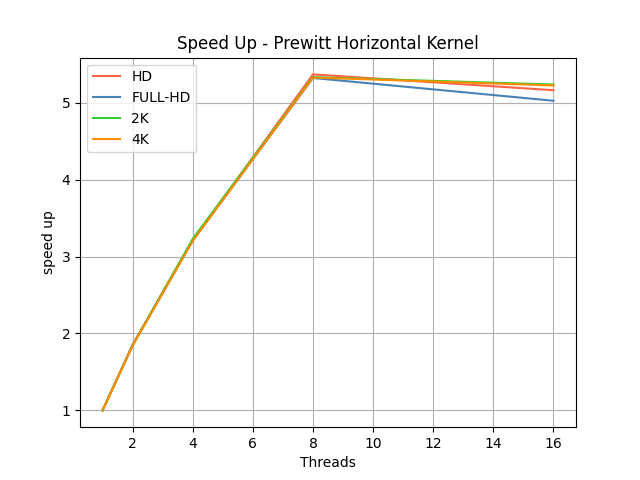 Speed Up - Prewitt Horizontal Kernel
HD
FULL-HD
2K
4K
5
4
3
2
1
speed up
2 4 6 8 10 12 14 16
Threads